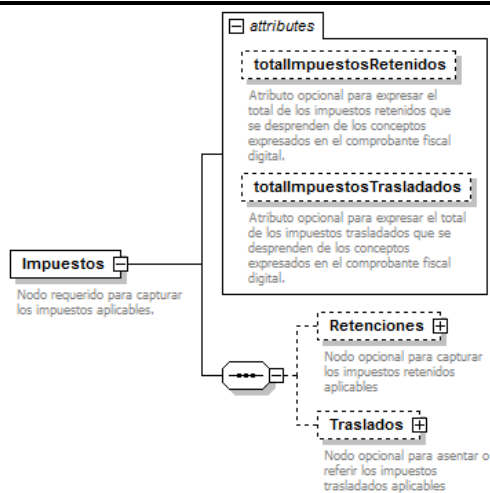 attributes
totalImpuestosRetenidos
Atributo opcional para expresar el
total de los impuestos retenidos que
se desprenden de los conceptos
expresados en el comprobante fiscal
digital.
totalImpuestosTrasladados
Atributo opcional para expresar el total
de los impuestos trasladados que se
desprenden de los conceptos
expresados en el comprobante fiscal
digital.
Impuestos
Nodo requerido para capturar
los impuestos aplicables.
Retenciones
Nodo opcional para capturar
los impuestos retenidos
aplicables
Traslados
Nodo opcional para asentar o
referir los impuestos
trasladados aplicables